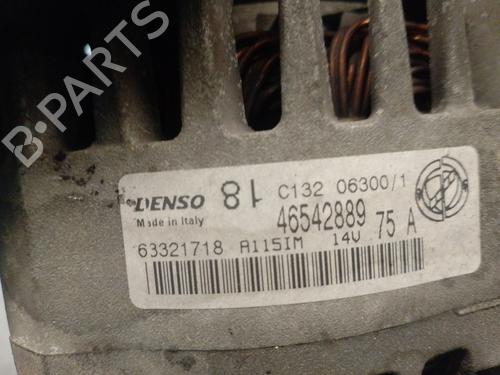 B-PARTS
DENSO 81 C132 06300/1
Made in Italy 46542889 75 A
63321718 A115IM 14V